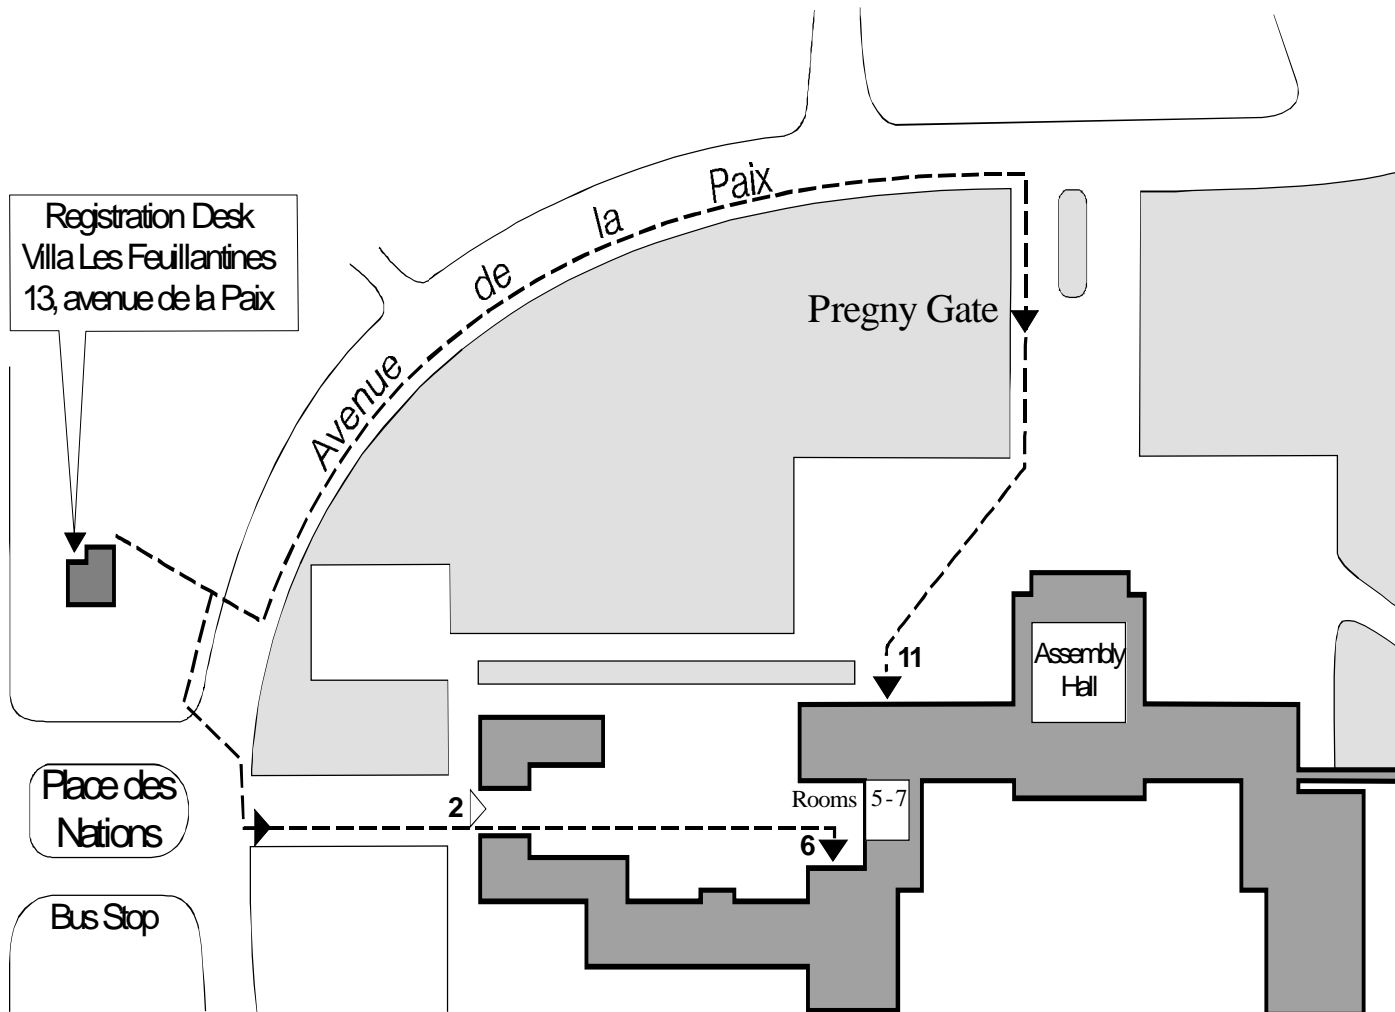 Avenue de la Paix
Registration Desk
Villa Les Feuillantines
13, avenue de la Paix
Pregny Gate
11
Assembly
Hall
Place des
Nations
2
Rooms 5-7
6
Bus Stop